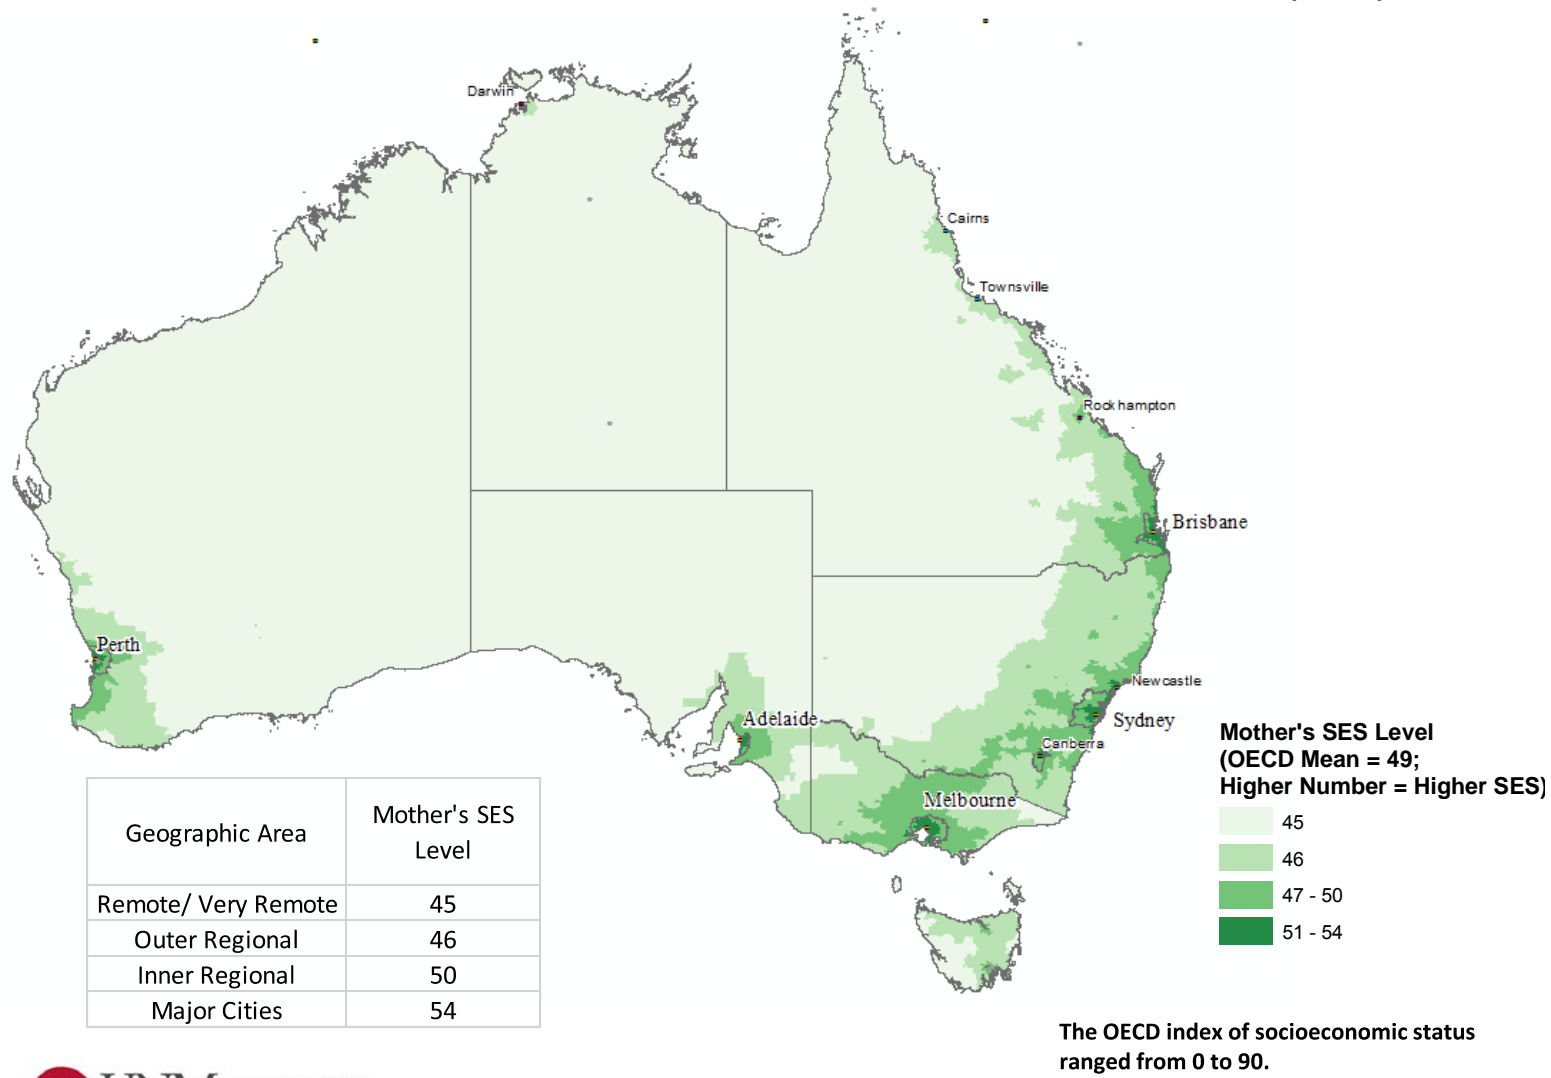 Darwin
Cairns
Townsville
Rockhampton
Brisbane
Perth
Newcastle
Adelaide
Sydney
Canberra
Melbourne
Mother's SES Level
(OECD Mean = 49;
Higher Number = Higher SES)
45
46
47 - 50
51 - 54
Geographic Area
Mother's SES
Level
Remote/ Very Remote 45
Outer Regional 46
Inner Regional 50
Major Cities 54
The OECD index of socioeconomic status
ranged from 0 to 90.